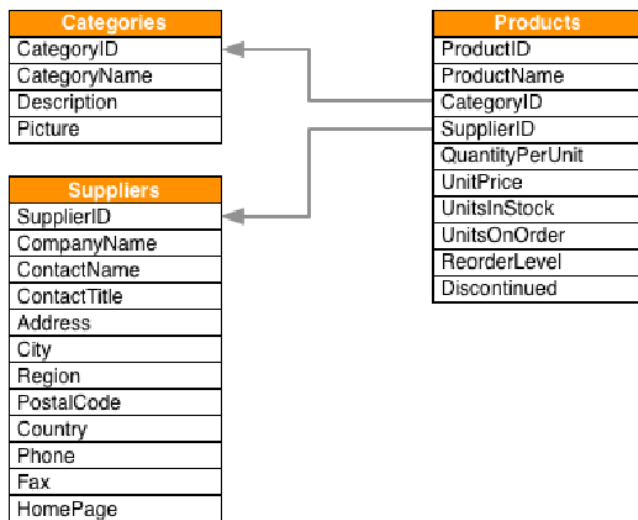 Categories
CategoryID
CategoryName
Description
Picture
Suppliers
SupplierID
CompanyName
ContactName
ContactTitle
Address
City
Region
PostalCode
Country
Phone
Fax
HomePage
Products
ProductID
ProductName
CategoryID
SupplierID
QuantityPerUnit
UnitPrice
UnitsInStock
UnitsOnOrder
ReorderLevel
Discontinued